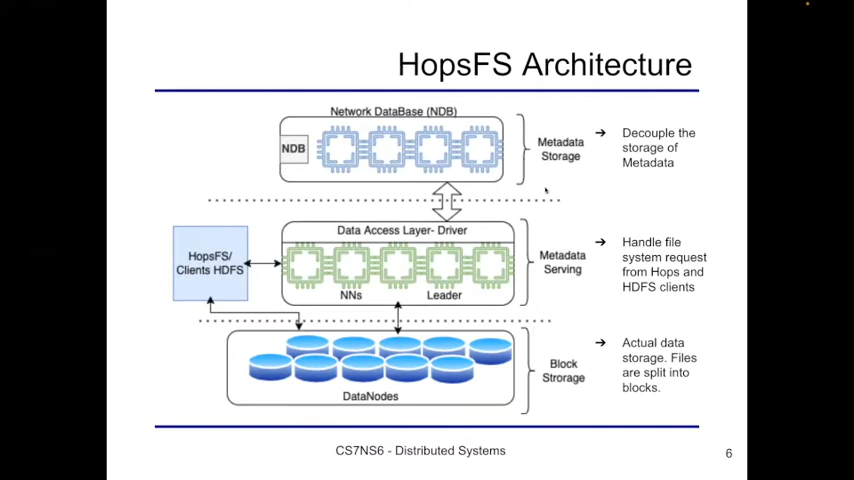 HopsFS Architecture
Network DataBase (NDB)
NDB
Metadata
Storage
➔ Decouple the
storage of
Metadata
HopsFS/
Clients HDFS
Data Access Layer- Driver
NNs
Leader
Metadata
Serving
➔ Handle file
system request
from Hops and
HDFS clients
DataNodes
Block
Strorage
➔ Actual data
storage. Files
are split into
blocks.
CS7NS6 - Distributed Systems
6